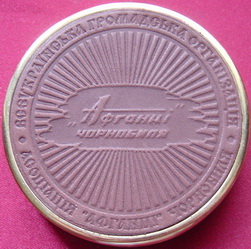 ВСЕУКРАЇНСЬКА ГРОМАДСЬКА ОРГАНІЗАЦІЯ
"Афганці
ЧОРНОБИЛЯ"
АСОЦІАЦІЯ "АФГАНЦІ ЧОРНОБИЛЯ"